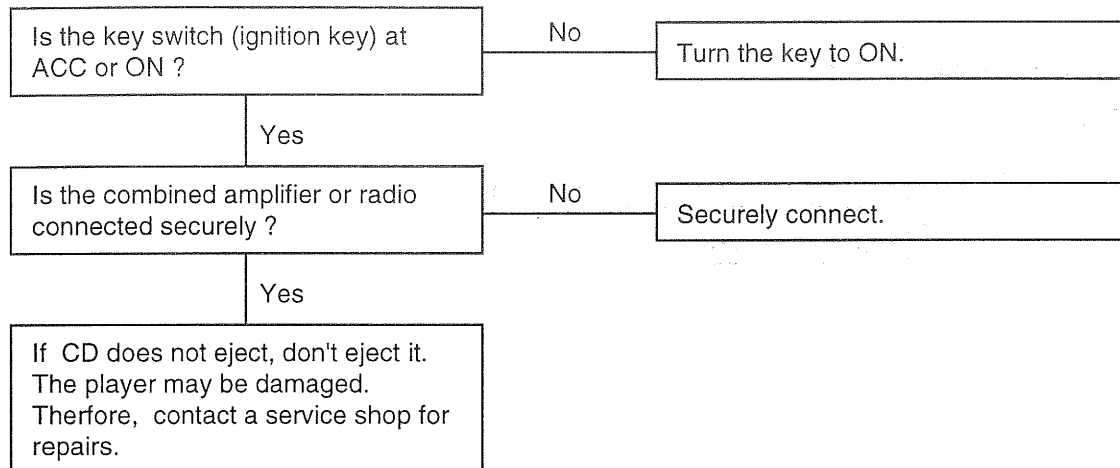 Is the key switch (ignition key) at
ACC or ON ?
No
Turn the key to ON.
Yes
Is the combined amplifier or radio
connected securely ?
No
Securely connect.
Yes
If CD does not eject, don't eject it.
The player may be damaged.
Therfore, contact a service shop for
repairs.